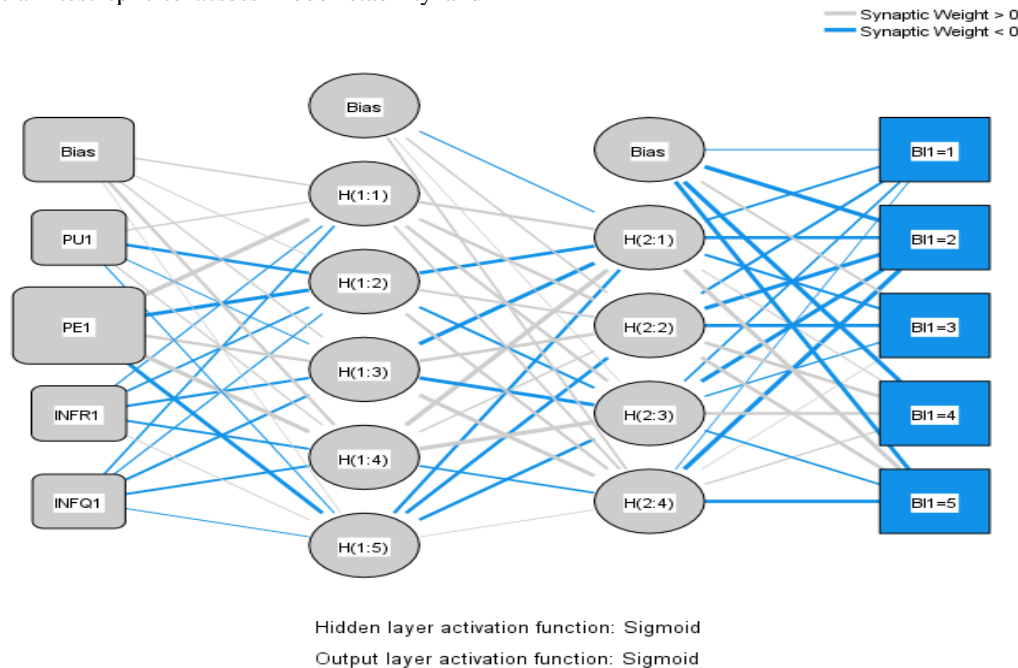 Synaptic Weight > 0
Synaptic Weight < 0
Bias
PU1
PE1
INFR1
INFQ1
Bias
H(1:1)
H(1:2)
H(1:3)
H(1:4)
H(1:5)
Bias
H(2:1)
H(2:2)
H(2:3)
H(2:4)
BI1=1
BI1=2
BI1=3
BI1=4
BI1=5
Hidden layer activation function: Sigmoid
Output layer activation function: Sigmoid